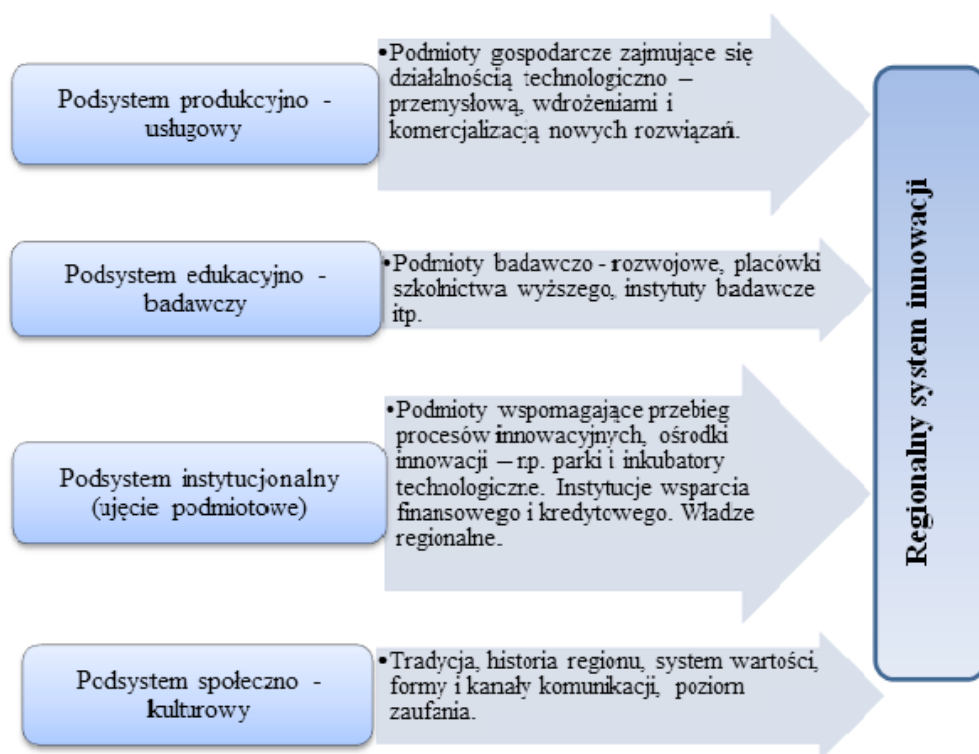 Podsystem produkcyjno -
usługowy
•Podmioty gospodarcze zajmujące się
działalnością technologiczno –
przemysłową, wdrożeniami i
komercjalizacją nowych rozwiązań.
Podsystem edukacyjno -
badawczy
•Podmioty badawczo - rozwojowe, placówki
szkolnictwa wyższego, instytuty badawcze
itp.
Podsystem instytucjonalny
(ujęcie podmiotowe)
•Podmioty wspomagające przebieg
procesów innowacyjnych, ośrodki
innowacji – np. parki i inkubatory
technologiczne. Instytucje wsparcia
finansowego i kredytowego. Władze
regionalne.
Podsystem społeczno -
kulturowy
•Tradycja, historia regionu, system wartości,
formy i kanały komunikacji, poziom
zaufania.
Regionalny system innowacji